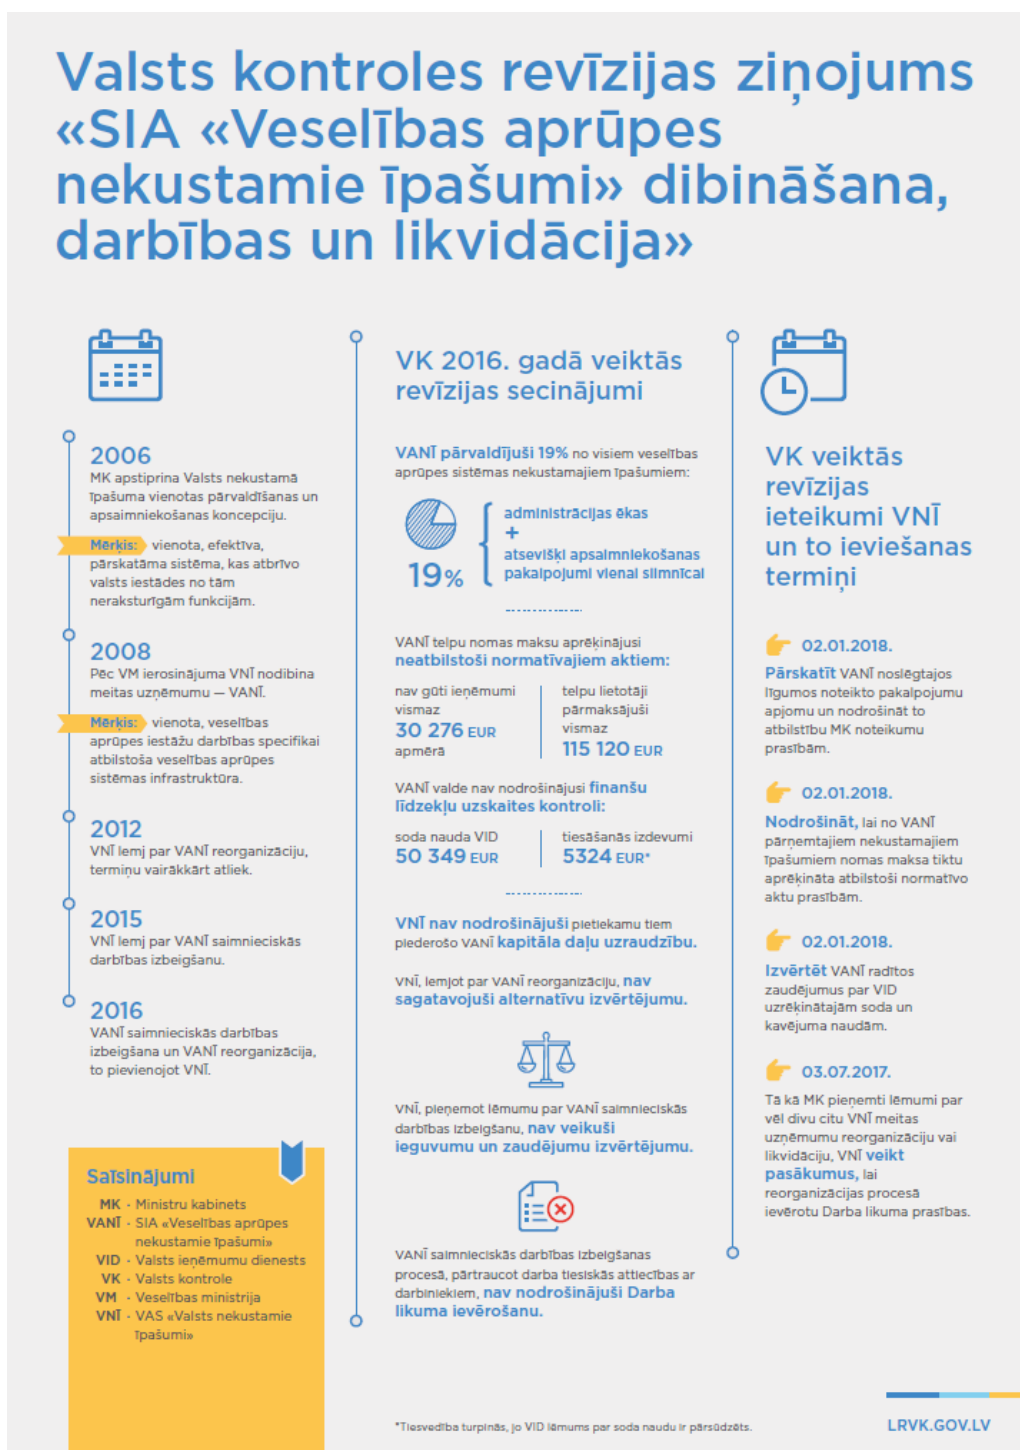 Valsts kontroles revīzijas ziņojums
«SIA «Veselības aprūpes
nekustamie īpašumi» dibināšana,
darbības un likvidācija»
2006
MK apstiprina Valsts nekustamā
īpašuma vienotas pārvaldīšanas un
apsaimniekošanas koncepciju.
Mērķis: vienota, efektīva,
pārskatāma sistēma, kas atbrīvo
valsts iestādes no tām
neraksturīgām funkcijām.
2008
Pēc VM ierosinājuma VNĪ nodibina
meitas uzņēmumu — VANĪ.
Mērķis: vienota, veselības
aprūpes iestāžu darbības specifikai
atbilstoša veselības aprūpes
sistēmas infrastruktūra.
2012
VNĪ lemj par VANĪ reorganizāciju,
termiņu vairākkārt atliek.
2015
VNĪ lemj par VANĪ saimnieciskās
darbības izbeigšanu.
2016
VANĪ saimnieciskās darbības
izbeigšana un VANĪ reorganizācija,
to pievienojot VNĪ.
Saīsinājumi
MK - Ministru kabinets
VANĪ - SIA «Veselības aprūpes
nekustamie īpašumi»
VID - Valsts ieņēmumu dienests
VK - Valsts kontrole
VM - Veselības ministrija
VNĪ - VAS «Valsts nekustamie
īpašumi»
VK 2016. gadā veiktās
revīzijas secinājumi
VANĪ pārvaldījuši 19% no visiem veselības
aprūpes sistēmas nekustamajiem īpašumiem:
19%
administrācijas ēkas
+
atsevišķi apsaimniekošanas
pakalpojumi vienai slimnīcai
VANĪ telpu nomas maksu aprēķinājusi
neatbilstoši normatīvajiem aktiem:
nav gūti ieņēmumi
vismaz
30 276 EUR
apmērā
telpu lietotāji
pārmaksājuši
vismaz
115 120 EUR
VANĪ valde nav nodrošinājusi finanšu
līdzekļu uzskaites kontroli:
soda nauda VID
50 349 EUR
tiesāšanās izdevumi
5324 EUR*
VNĪ nav nodrošinājuši pietiekamu tiem
piederošo VANĪ kapitāla daļu uzraudzību.
VNĪ, lemjot par VANĪ reorganizāciju, nav
sagatavojuši alternatīvu izvērtējumu.
VNĪ, pieņemot lēmumu par VANĪ saimnieciskās
darbības izbeigšanu, nav veikuši
ieguvumu un zaudējumu izvērtējumu.
VANĪ saimnieciskās darbības izbeigšanas
procesā, pārtraucot darba tiesiskās attiecības ar
darbiniekiem, nav nodrošinājuši Darba
likuma ievērošanu.
*Tiesvedība turpinās, jo VID lēmums par soda naudu ir pārsūdzēts.
VK veiktās
revīzijas
ieteikumi VNĪ
un to ieviešanas
termiņi
02.01.2018.
Pārskatīt VANĪ noslēgtajos
līgumos noteikto pakalpojumu
apjomu un nodrošināt to
atbilstību MK noteikumu
prasībām.
02.01.2018.
Nodrošināt, lai no VANĪ
pārņemtajiem nekustamajiem
īpašumiem nomas maksa tiktu
aprēķināta atbilstoši normatīvo
aktu prasībām.
02.01.2018.
Izvērtēt VANĪ radītos
zaudējumus par VID
uzrēķinātajām soda un
kavējuma naudām.
03.07.2017.
Tā kā MK pieņemti lēmumi par
vēl divu citu VNĪ meitas
uzņēmumu reorganizāciju vai
likvidāciju, VNĪ veikt
pasākumus, lai
reorganizācijas procesā
ievērotu Darba likuma prasības.
LRVK.GOV.LV